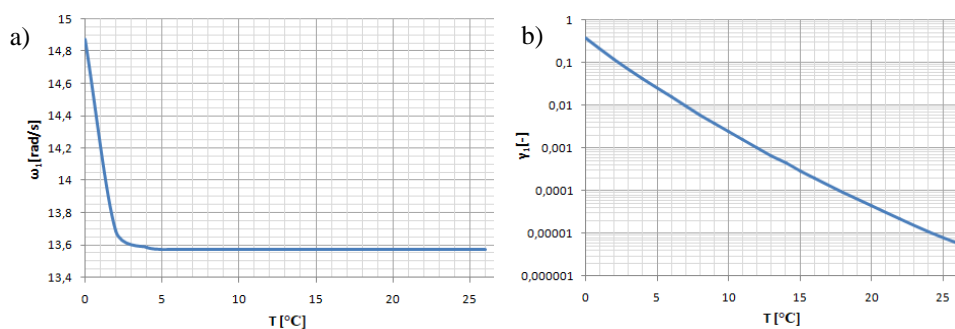 a)
15
14,8
14,6
14,4
14,2
14
13,8
13,6
13,4
ω₁[rad/s]
0 5 10 15 20 25
T [°C]
b)
1
0,1
0,01
0,001
0,0001
0,00001
0,000001
γ₁[-]
0 5 10 15 20 25
T [°C]